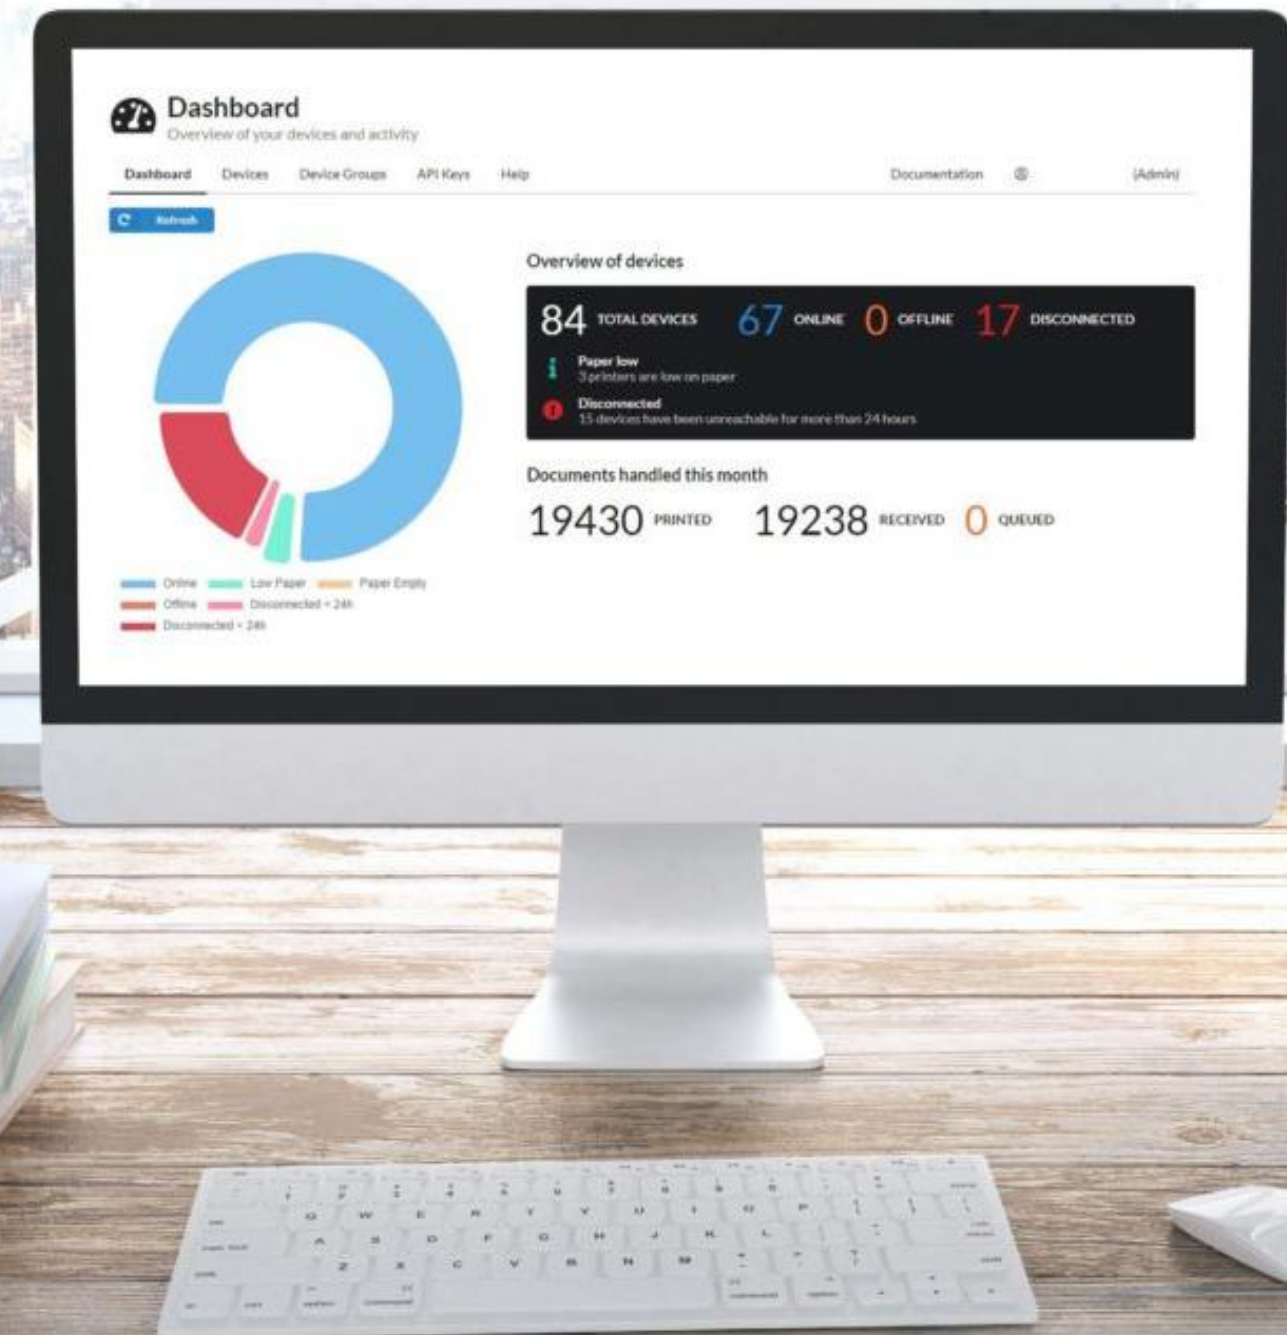 Dashboard
Overview of your devices and activity
Dashboard Devices Device Groups API Keys Help Documentation (Admin)
Refresh
Overview of devices
84 TOTAL DEVICES 67 ONLINE 0 OFFLINE 17 DISCONNECTED
Paper low
3 printers are low on paper
Disconnected
15 devices have been unreachable for more than 24 hours
Documents handled this month
19430 PRINTED 19238 RECEIVED 0 QUEUED
Online Low Paper Paper Empty
Offline Disconnected < 24h
Disconnected > 24h
Q W E R T Y U I O P
A S D F G H J K L
Z X C V B N M
command option